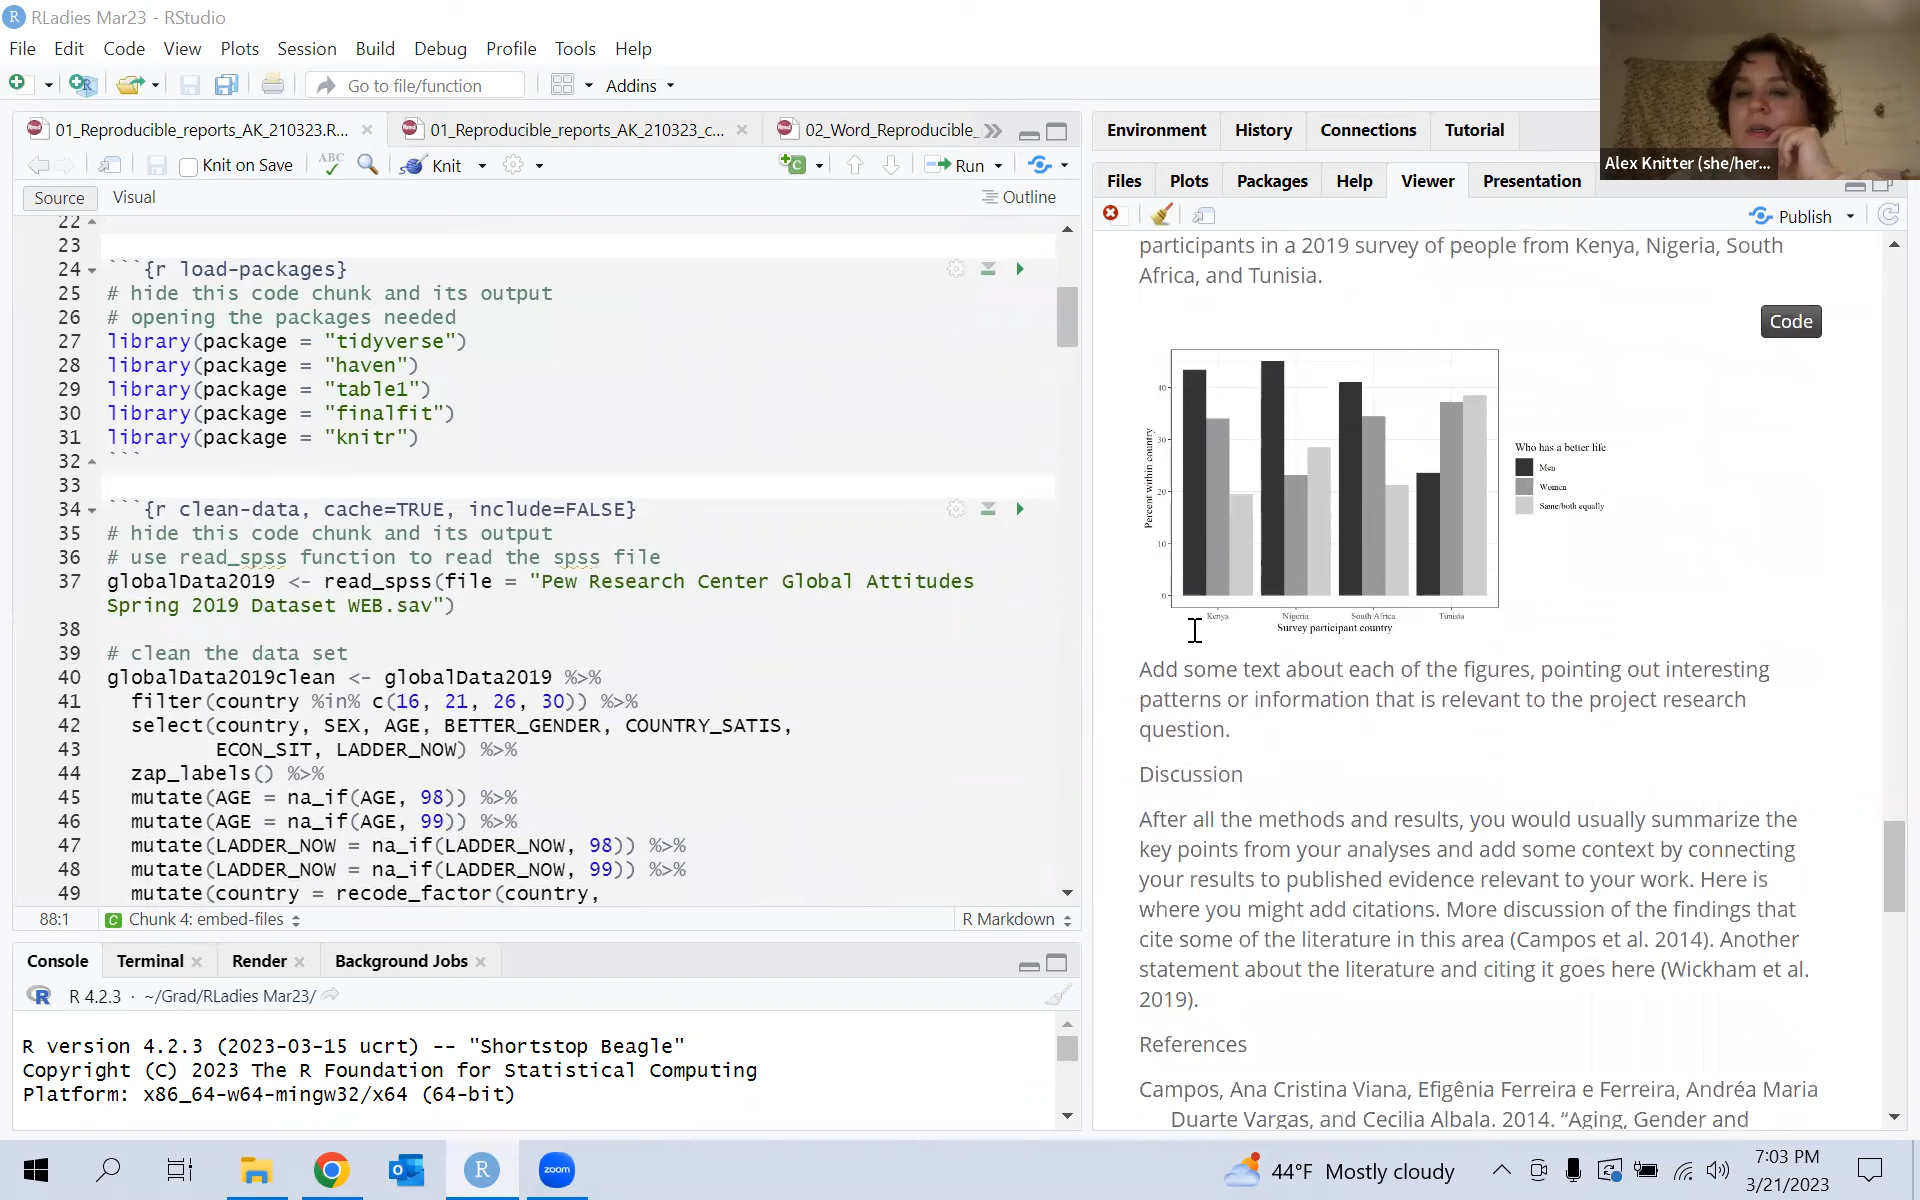 RLadies Mar23 - RStudio
File Edit Code View Plots Session Build Debug Profile Tools Help
Go to file/function Addins
01_Reproducible_reports_AK_210323.R... 01_Reproducible_reports_AK_210323_c... 02_Word_Reproducible_
Knit on Save ABC Knit Run
Source Visual Outline
22
23
24 ```{r load-packages}
25 # hide this code chunk and its output
26 # opening the packages needed
27 library(package = "tidyverse")
28 library(package = "haven")
29 library(package = "table1")
30 library(package = "finalfit")
31 library(package = "knitr")
32 ```
33
34 ```{r clean-data, cache=TRUE, include=FALSE}
35 # hide this code chunk and its output
36 # use read_spss function to read the spss file
37 globalData2019 <- read_spss(file = "Pew Research Center Global Attitudes
Spring 2019 Dataset WEB.sav")
38
39 # clean the data set
40 globalData2019clean <- globalData2019 %>%
41 filter(country %in% c(16, 21, 26, 30)) %>%
42 select(country, SEX, AGE, BETTER_GENDER, COUNTRY_SATIS,
43 ECON_SIT, LADDER_NOW) %>%
44 zap_labels() %>%
45 mutate(AGE = na_if(AGE, 98)) %>%
46 mutate(AGE = na_if(AGE, 99)) %>%
47 mutate(LADDER_NOW = na_if(LADDER_NOW, 98)) %>%
48 mutate(LADDER_NOW = na_if(LADDER_NOW, 99)) %>%
49 mutate(country = recode_factor(country,
88:1 Chunk 4: embed-files R Markdown
Console Terminal Render Background Jobs
R 4.2.3 · ~/Grad/RLadies Mar23/
R version 4.2.3 (2023-03-15 ucrt) -- "Shortstop Beagle"
Copyright (C) 2023 The R Foundation for Statistical Computing
Platform: x86_64-w64-mingw32/x64 (64-bit)
Environment History Connections Tutorial
Alex Knitter (she/her...
Files Plots Packages Help Viewer Presentation
Publish
participants in a 2019 survey of people from Kenya, Nigeria, South
Africa, and Tunisia.
Code
Percent within country
40
30
20
10
0
Kenya Nigeria South Africa Tunisia
Survey participant country
Who has a better life
Men
Women
Same/both equally
Add some text about each of the figures, pointing out interesting
patterns or information that is relevant to the project research
question.
Discussion
After all the methods and results, you would usually summarize the
key points from your analyses and add some context by connecting
your results to published evidence relevant to your work. Here is
where you might add citations. More discussion of the findings that
cite some of the literature in this area (Campos et al. 2014). Another
statement about the literature and citing it goes here (Wickham et al.
2019).
References
Campos, Ana Cristina Viana, Efigênia Ferreira e Ferreira, Andréa Maria
Duarte Vargas, and Cecilia Albala. 2014. “Aging, Gender and
zoom
44°F Mostly cloudy
7:03 PM
3/21/2023